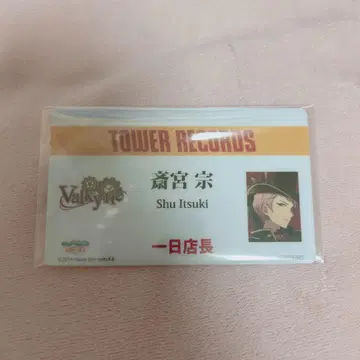 TOWER RECORDS
Valkyrie
斎宮 宗
Shu Itsuki
一日店長